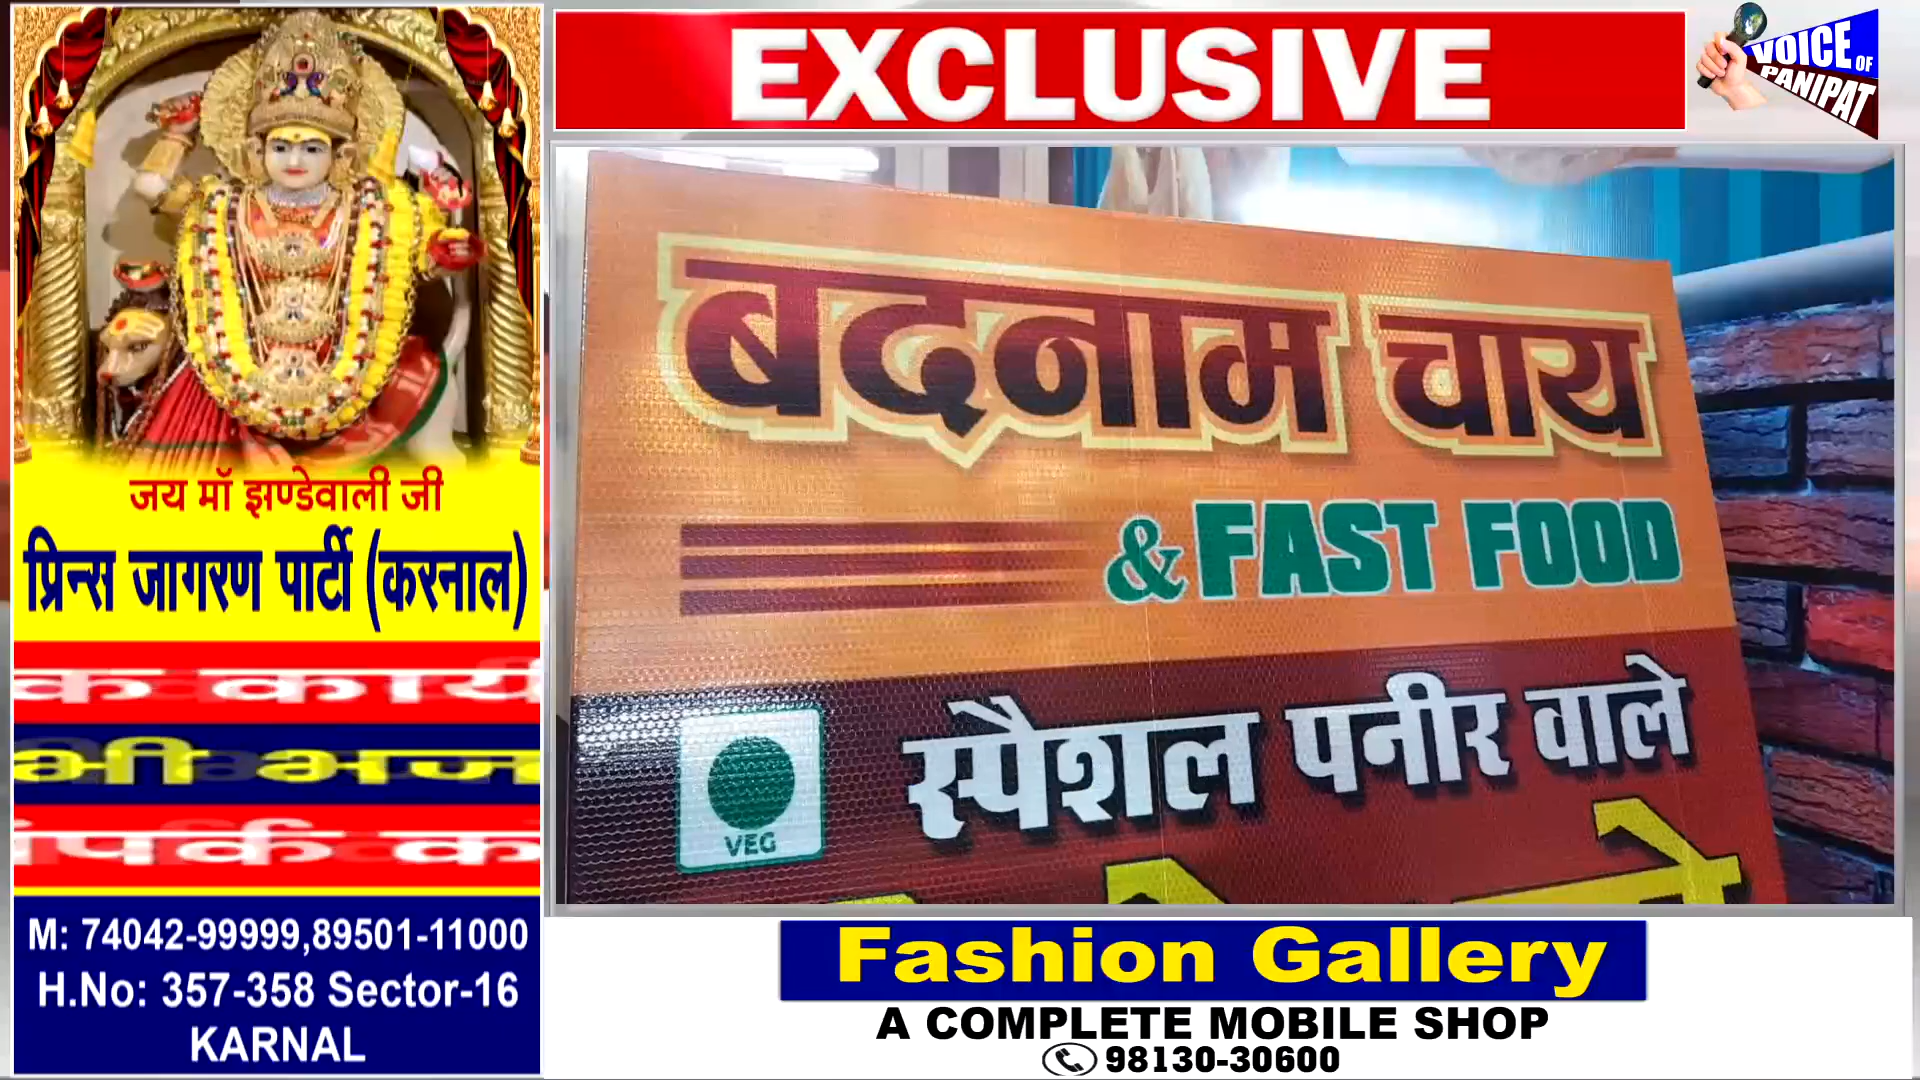 EXCLUSIVE
VOICE OF
PANIPAT
बदनाम चाय
& FAST FOOD
VEG
स्पैशल पनीर वाले
जय माँ झण्डेवाली जी
प्रिन्स जागरण पार्टी (करनाल)
M: 74042-99999,89501-11000
H.No: 357-358 Sector-16
KARNAL
Fashion Gallery
A COMPLETE MOBILE SHOP
98130-30600